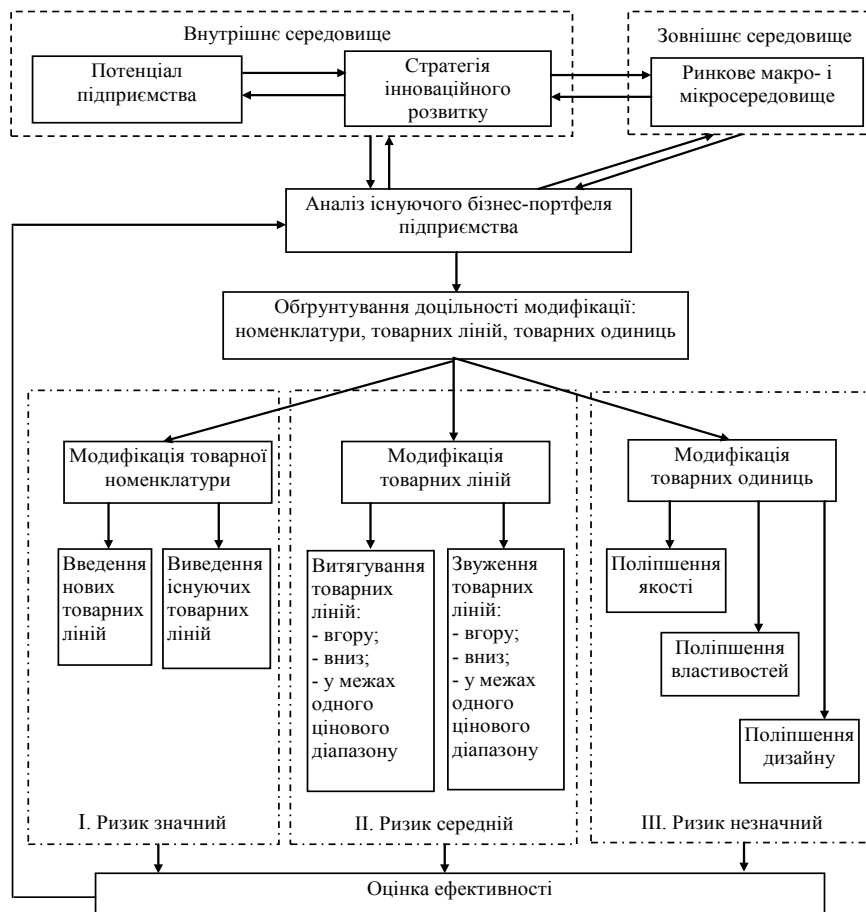 Внутрішнє середовище
Зовнішнє середовище
Потенціал
підприємства
Стратегія
інноваційного
розвитку
Ринкове макро- і
мікросередовище
Аналіз існуючого бізнес-портфеля
підприємства
Обґрунтування доцільності модифікації:
номенклатури, товарних ліній, товарних одиниць
Модифікація товарної
номенклатури
Модифікація
товарних ліній
Модифікація
товарних одиниць
Введення
нових
товарних
ліній
Виведення
існуючих
товарних
ліній
Витягування
товарних
ліній:
- вгору;
- вниз;
- у межах
одного
цінового
діапазону
Звуження
товарних
ліній:
- вгору;
- вниз;
- у межах
одного
цінового
діапазону
Поліпшення
якості
Поліпшення
властивостей
Поліпшення
дизайну
І. Ризик значний
ІІ. Ризик середній
ІІІ. Ризик незначний
Оцінка ефективності